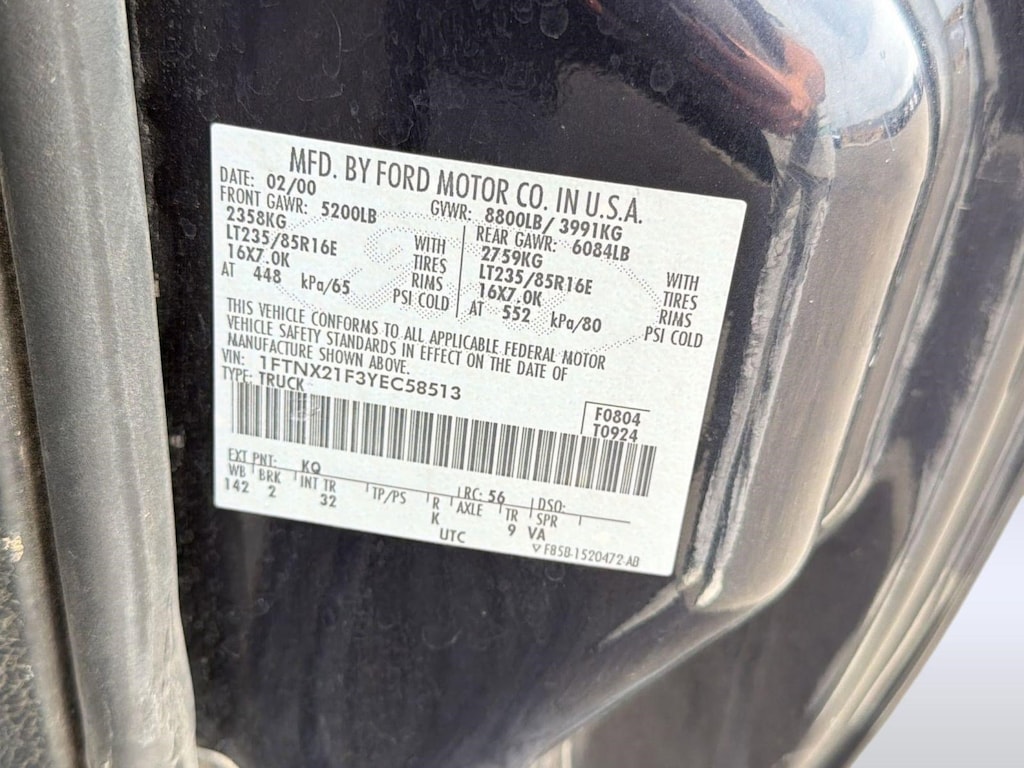 MFD. BY FORD MOTOR CO. IN U.S.A.
DATE: 02/00 GVWR: 8800LB/ 3991KG
FRONT GAWR: 5200LB REAR GAWR: 6084LB
2358KG WITH 2759KG WITH
LT235/85R16E TIRES LT235/85R16E TIRES
16X7.0K RIMS 16X7.0K RIMS
AT 448 kPa/65 PSI COLD AT 552 kPa/80 PSI COLD
THIS VEHICLE CONFORMS TO ALL APPLICABLE FEDERAL MOTOR
VEHICLE SAFETY STANDARDS IN EFFECT ON THE DATE OF
MANUFACTURE SHOWN ABOVE.
VIN: 1FTNX21F3YEC58513
TYPE: TRUCK
F0804
T0924
EXT PNT: KQ RC: 56 DSO:
WB BRK INT TR TP/PS R AXLE TR SPR
142 2 32 K 9 VA
UTC
F85B-1520472-AB